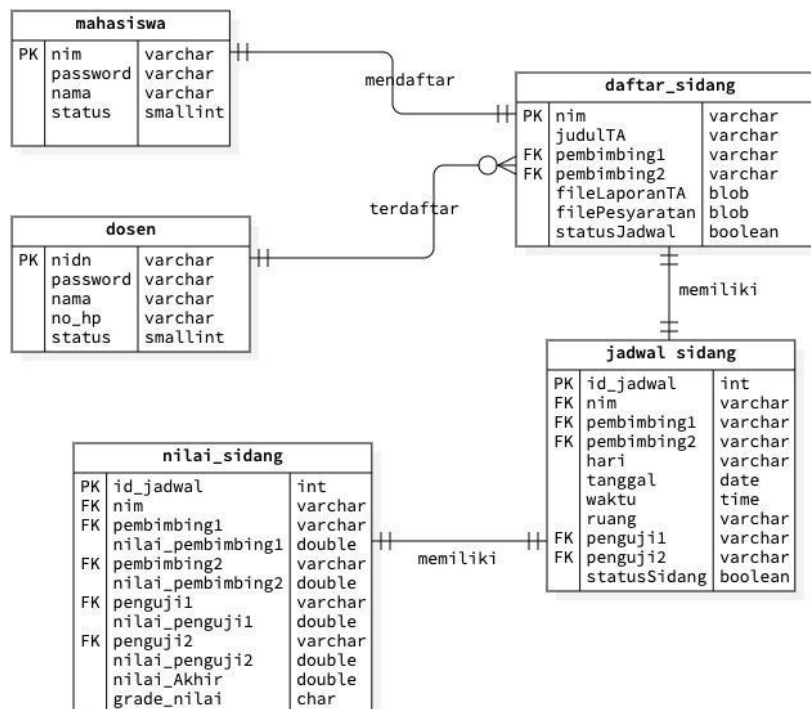 mahasiswa
PK nim varchar
password varchar
nama varchar
status smallint
mendaftar
daftar_sidang
PK nim varchar
judulTA varchar
FK pembimbing1 varchar
FK pembimbing2 varchar
fileLaporanTA blob
filePesyaratan blob
statusJadwal boolean
terdaftar
dosen
PK nidn varchar
password varchar
nama varchar
no_hp varchar
status smallint
memiliki
jadwal sidang
PK id_jadwal int
FK nim varchar
FK pembimbing1 varchar
FK pembimbing2 varchar
hari varchar
tanggal date
waktu time
ruang varchar
FK penguji1 varchar
FK penguji2 varchar
statusSidang boolean
memiliki
nilai_sidang
PK id_jadwal int
FK nim varchar
FK pembimbing1 varchar
nilai_pembimbing1 double
FK pembimbing2 varchar
nilai_pembimbing2 double
FK penguji1 varchar
nilai_penguji1 double
FK penguji2 varchar
nilai_penguji2 double
nilai_Akhir double
grade_nilai char